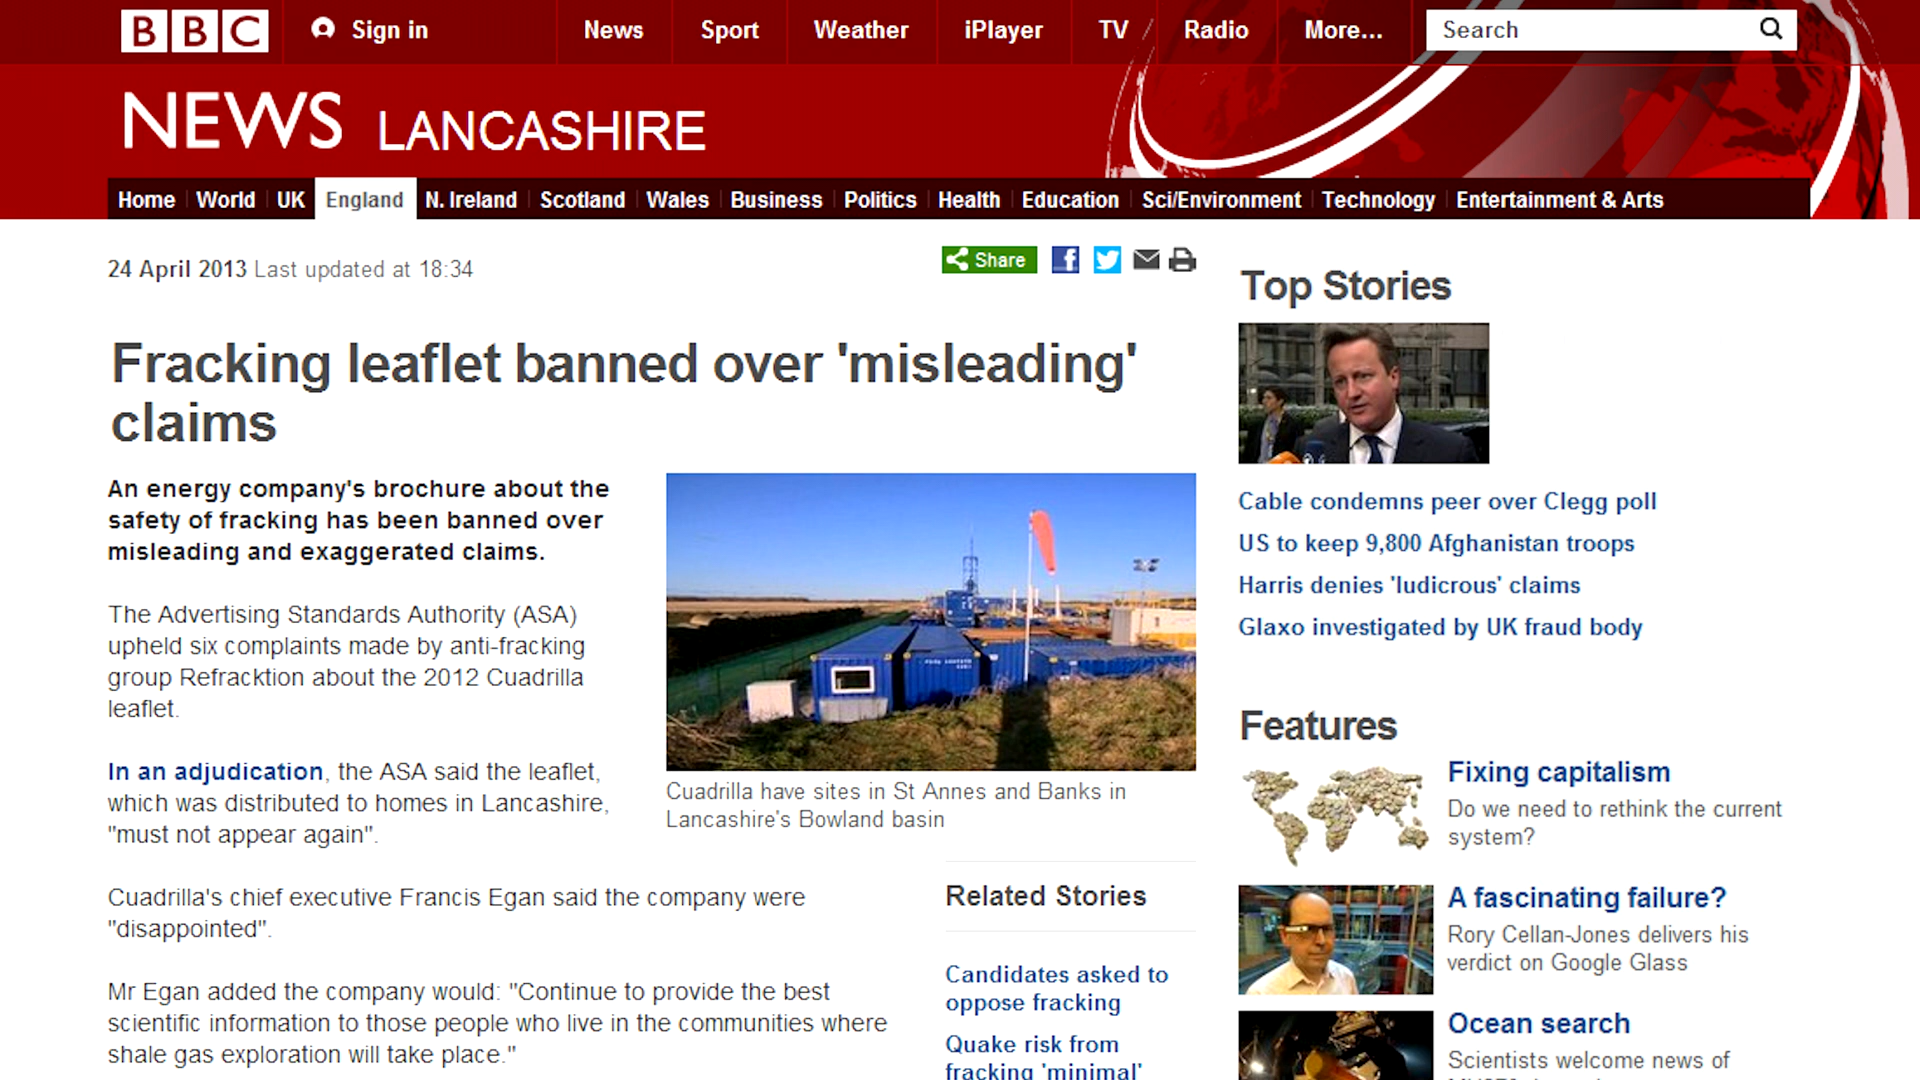 BBC
Sign in
News
Sport
Weather
iPlayer
TV
Radio
More...
Search
NEWS LANCASHIRE
Home
World
UK
England
N. Ireland
Scotland
Wales
Business
Politics
Health
Education
Sci/Environment
Technology
Entertainment & Arts
24 April 2013 Last updated at 18:34
Share
Fracking leaflet banned over 'misleading'
claims
An energy company's brochure about the
safety of fracking has been banned over
misleading and exaggerated claims.
The Advertising Standards Authority (ASA)
upheld six complaints made by anti-fracking
group Refracktion about the 2012 Cuadrilla
leaflet.
In an adjudication, the ASA said the leaflet,
which was distributed to homes in Lancashire,
"must not appear again".
Cuadrilla's chief executive Francis Egan said the company were
"disappointed".
Mr Egan added the company would: "Continue to provide the best
scientific information to those people who live in the communities where
shale gas exploration will take place."
Cuadrilla have sites in St Annes and Banks in
Lancashire's Bowland basin
Related Stories
Candidates asked to
oppose fracking
Quake risk from
fracking 'minimal'
Top Stories
Cable condemns peer over Clegg poll
US to keep 9,800 Afghanistan troops
Harris denies 'ludicrous' claims
Glaxo investigated by UK fraud body
Features
Fixing capitalism
Do we need to rethink the current
system?
A fascinating failure?
Rory Cellan-Jones delivers his
verdict on Google Glass
Ocean search
Scientists welcome news of